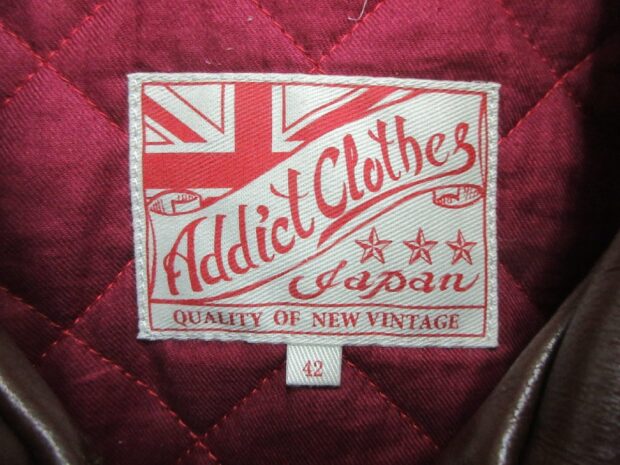 Addict Clothes
Japan
QUALITY OF NEW VINTAGE
42